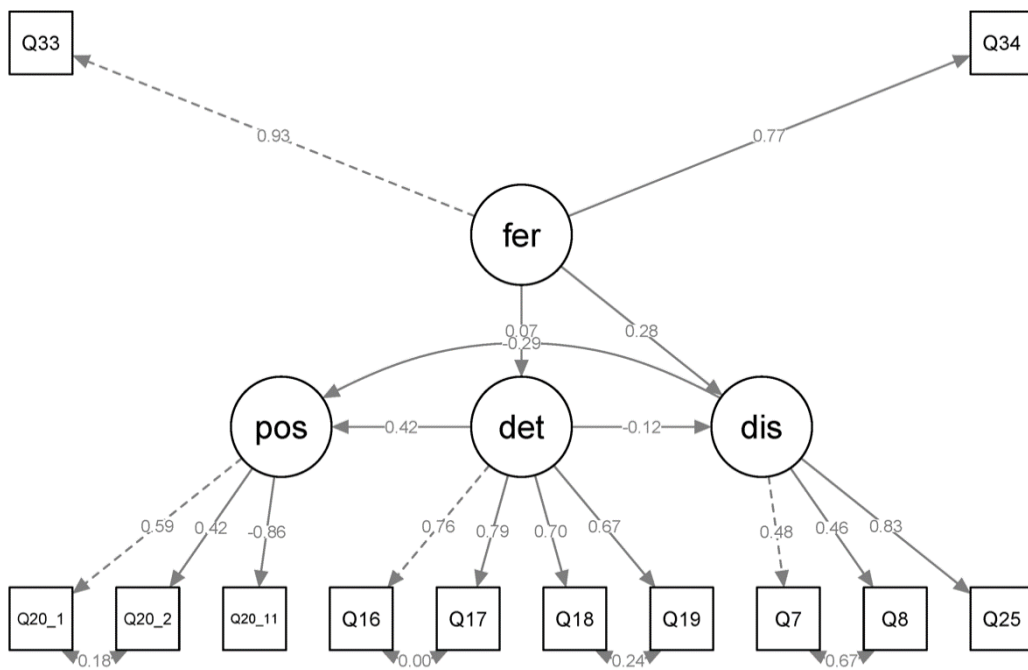 Q33 Q34
0.93 0.77
fer
0.07 0.28
-0.29
pos 0.42 det -0.12 dis
0.59 0.42 -0.86 0.76 0.79 0.70 0.67 0.48 0.46 0.83
Q20_1 Q20_2 Q20_11 Q16 Q17 Q18 Q19 Q7 Q8 Q25
0.18 0.00 0.24 0.67